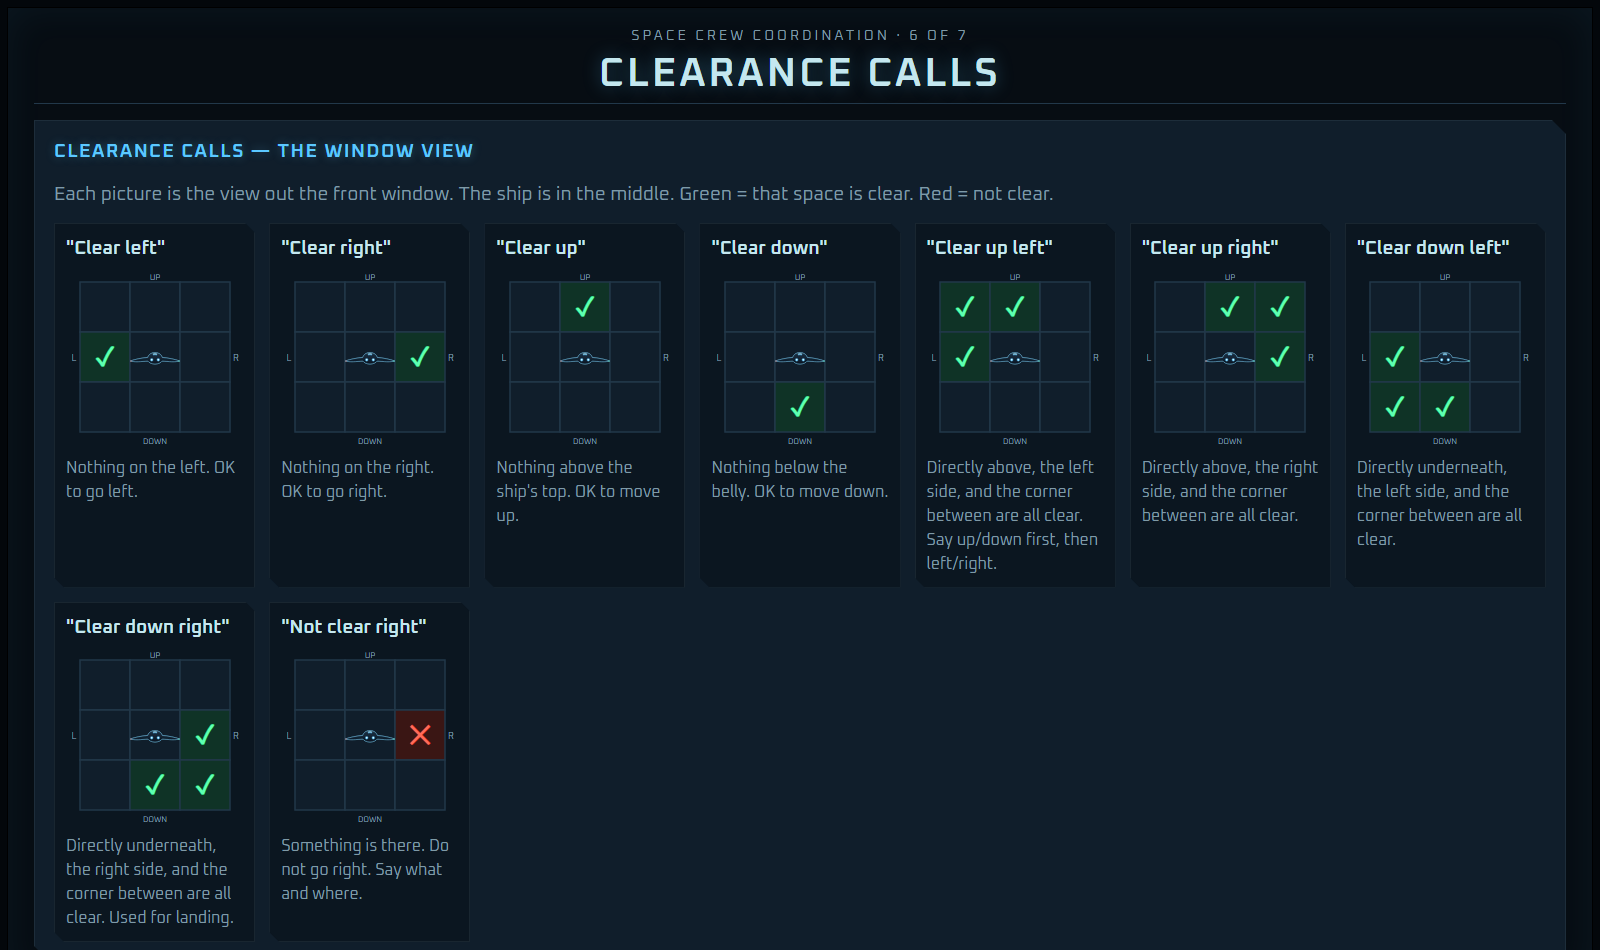 SPACE CREW COORDINATION · 6 OF 7
CLEARANCE CALLS
CLEARANCE CALLS — THE WINDOW VIEW
Each picture is the view out the front window. The ship is in the middle. Green = that space is clear. Red = not clear.
"Clear left"
UP
L
R
DOWN
Nothing on the left. OK
to go left.
"Clear right"
UP
L
R
DOWN
Nothing on the right.
OK to go right.
"Clear up"
UP
L
R
DOWN
Nothing above the
ship's top. OK to move
up.
"Clear down"
UP
L
R
DOWN
Nothing below the
belly. OK to move down.
"Clear up left"
UP
L
R
DOWN
Directly above, the left
side, and the corner
between are all clear.
Say up/down first, then
left/right.
"Clear up right"
UP
L
R
DOWN
Directly above, the right
side, and the corner
between are all clear.
"Clear down left"
UP
L
R
DOWN
Directly underneath,
the left side, and the
corner between are all
clear.
"Clear down right"
UP
L
R
DOWN
Directly underneath,
the right side, and the
corner between are all
clear. Used for landing.
"Not clear right"
UP
L
R
DOWN
Something is there. Do
not go right. Say what
and where.